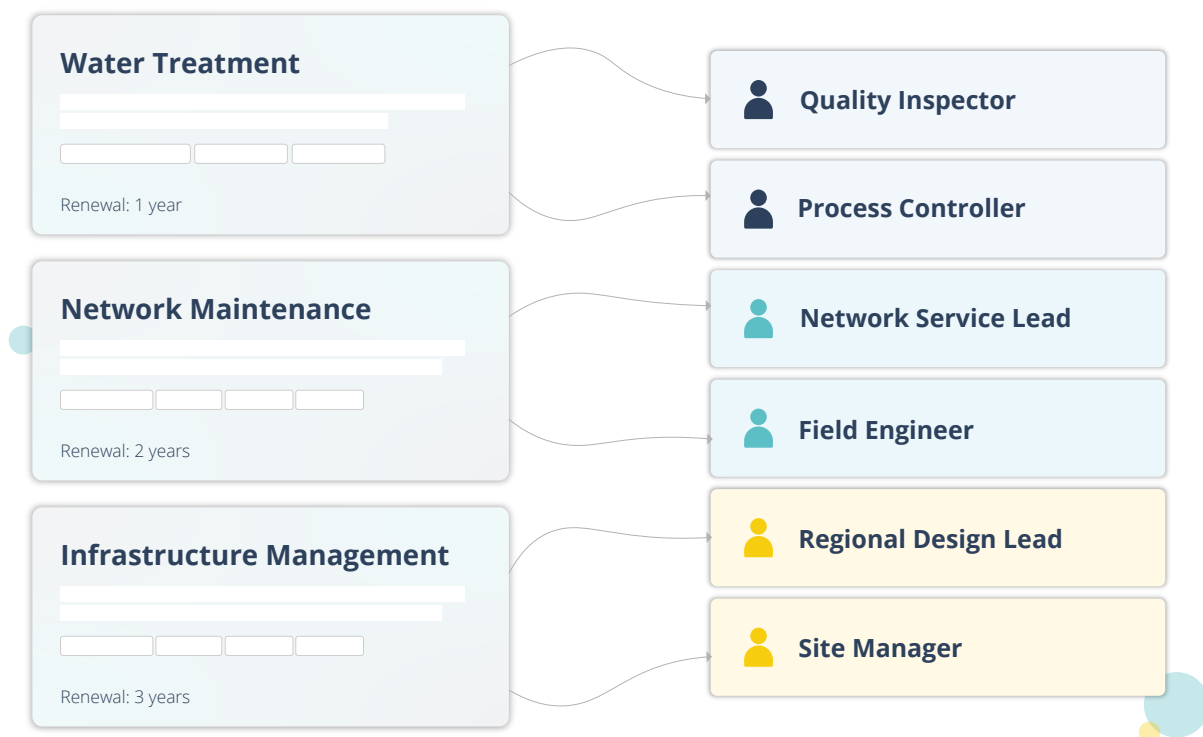 Water Treatment
Renewal: 1 year
Network Maintenance
Renewal: 2 years
Infrastructure Management
Renewal: 3 years
Quality Inspector
Process Controller
Network Service Lead
Field Engineer
Regional Design Lead
Site Manager